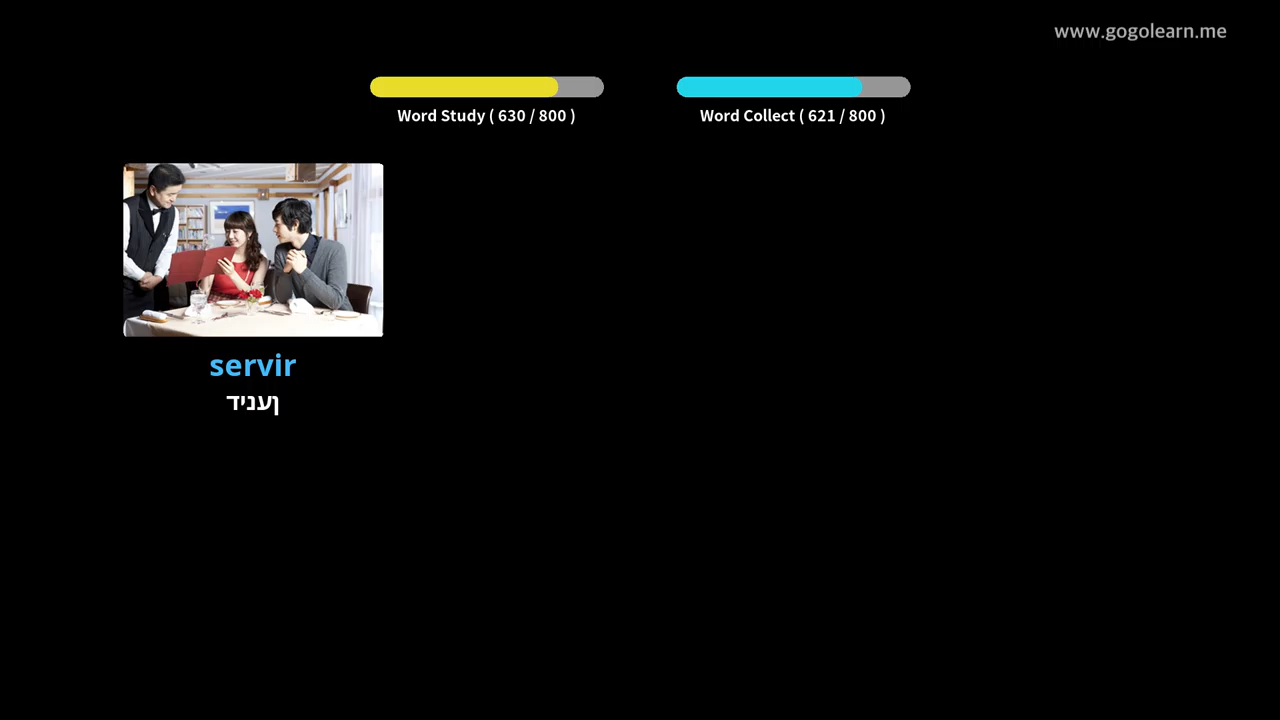 www.gogolearn.me
Word Study ( 630 / 800 )
Word Collect ( 621 / 800 )
servir
ןעניד